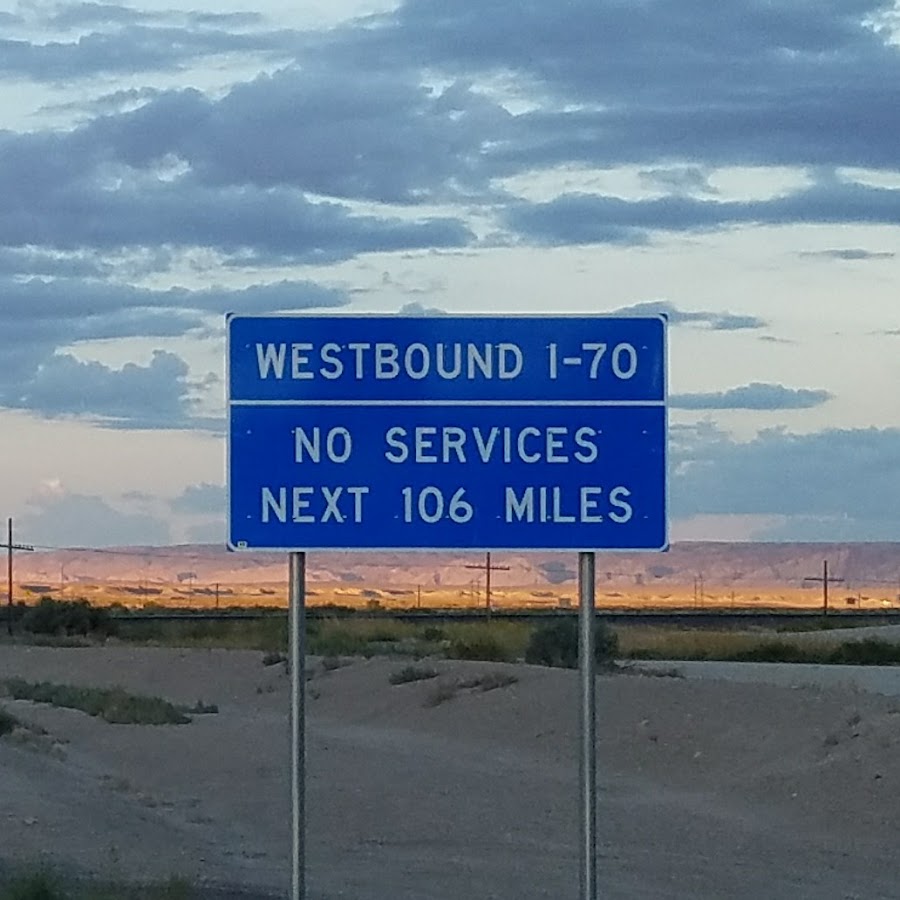 WESTBOUND I-70
NO SERVICES
NEXT 106 MILES